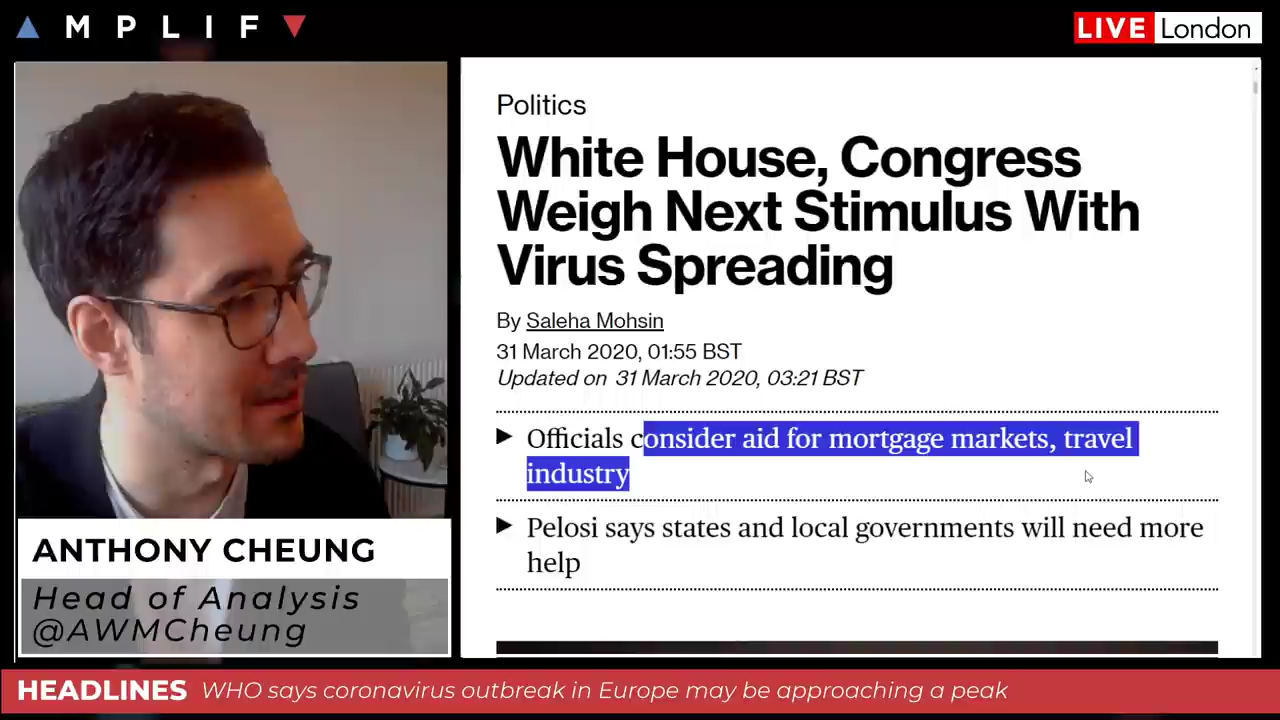 AMPLIFY
LIVE London
Politics
White House, Congress
Weigh Next Stimulus With
Virus Spreading
By Saleha Mohsin
31 March 2020, 01:55 BST
Updated on 31 March 2020, 03:21 BST
Officials consider aid for mortgage markets, travel
industry
Pelosi says states and local governments will need more
help
ANTHONY CHEUNG
Head of Analysis
@AWMCheung
HEADLINES WHO says coronavirus outbreak in Europe may be approaching a peak